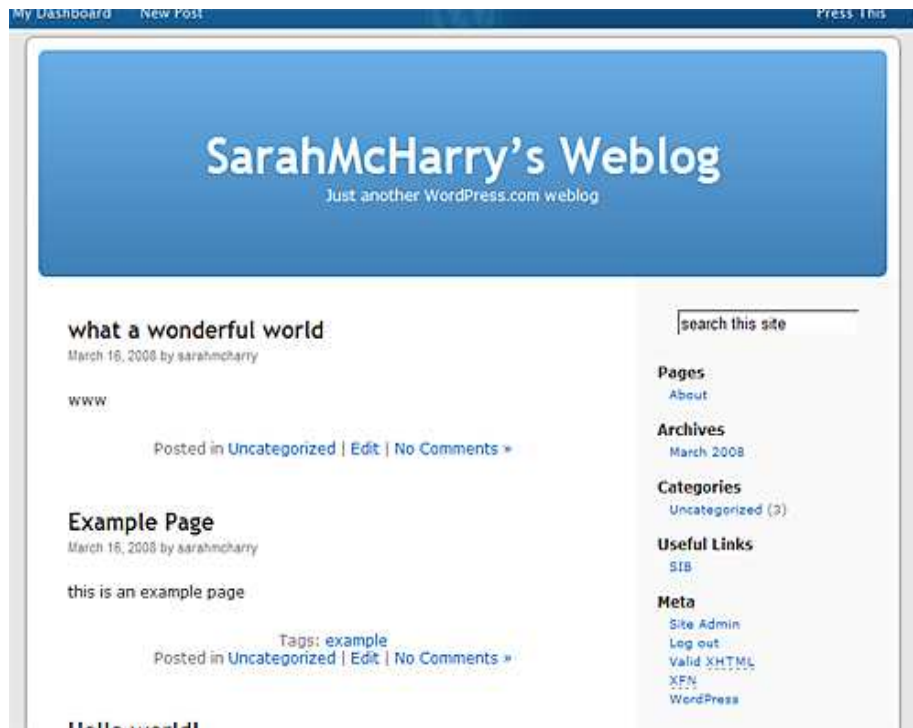 My Dashboard New Post Press This
SarahMcHarry's Weblog
Just another WordPress.com weblog
what a wonderful world
March 16, 2008 by sarahmcharry
www
Posted in Uncategorized | Edit | No Comments »
Example Page
March 16, 2008 by sarahmcharry
this is an example page
Tags: example
Posted in Uncategorized | Edit | No Comments »
Hello world!
search this site
Pages
About
Archives
March 2008
Categories
Uncategorized (3)
Useful Links
SIB
Meta
Site Admin
Log out
Valid XHTML
XFN
WordPress